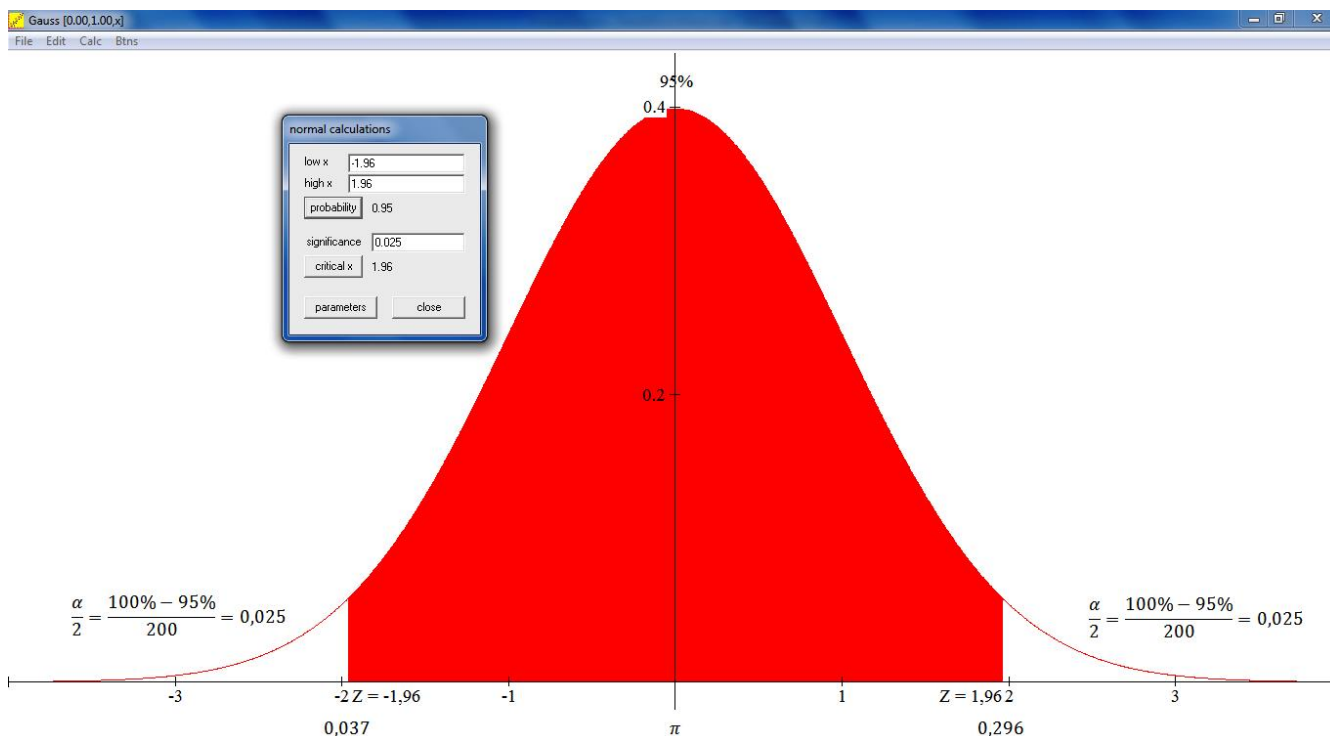 Gauss [0.00,1.00,x]
File Edit Calc Btns
95%
0.4
normal calculations
low x -1.96
high x 1.96
probability 0.95
significance 0.025
critical x 1.96
parameters close
0.2
α/2 = (100% − 95%)/200 = 0,025
α/2 = (100% − 95%)/200 = 0,025
-3 -2 Z = -1,96 -1 1 Z = 1,96 2 3
0,037 π 0,296